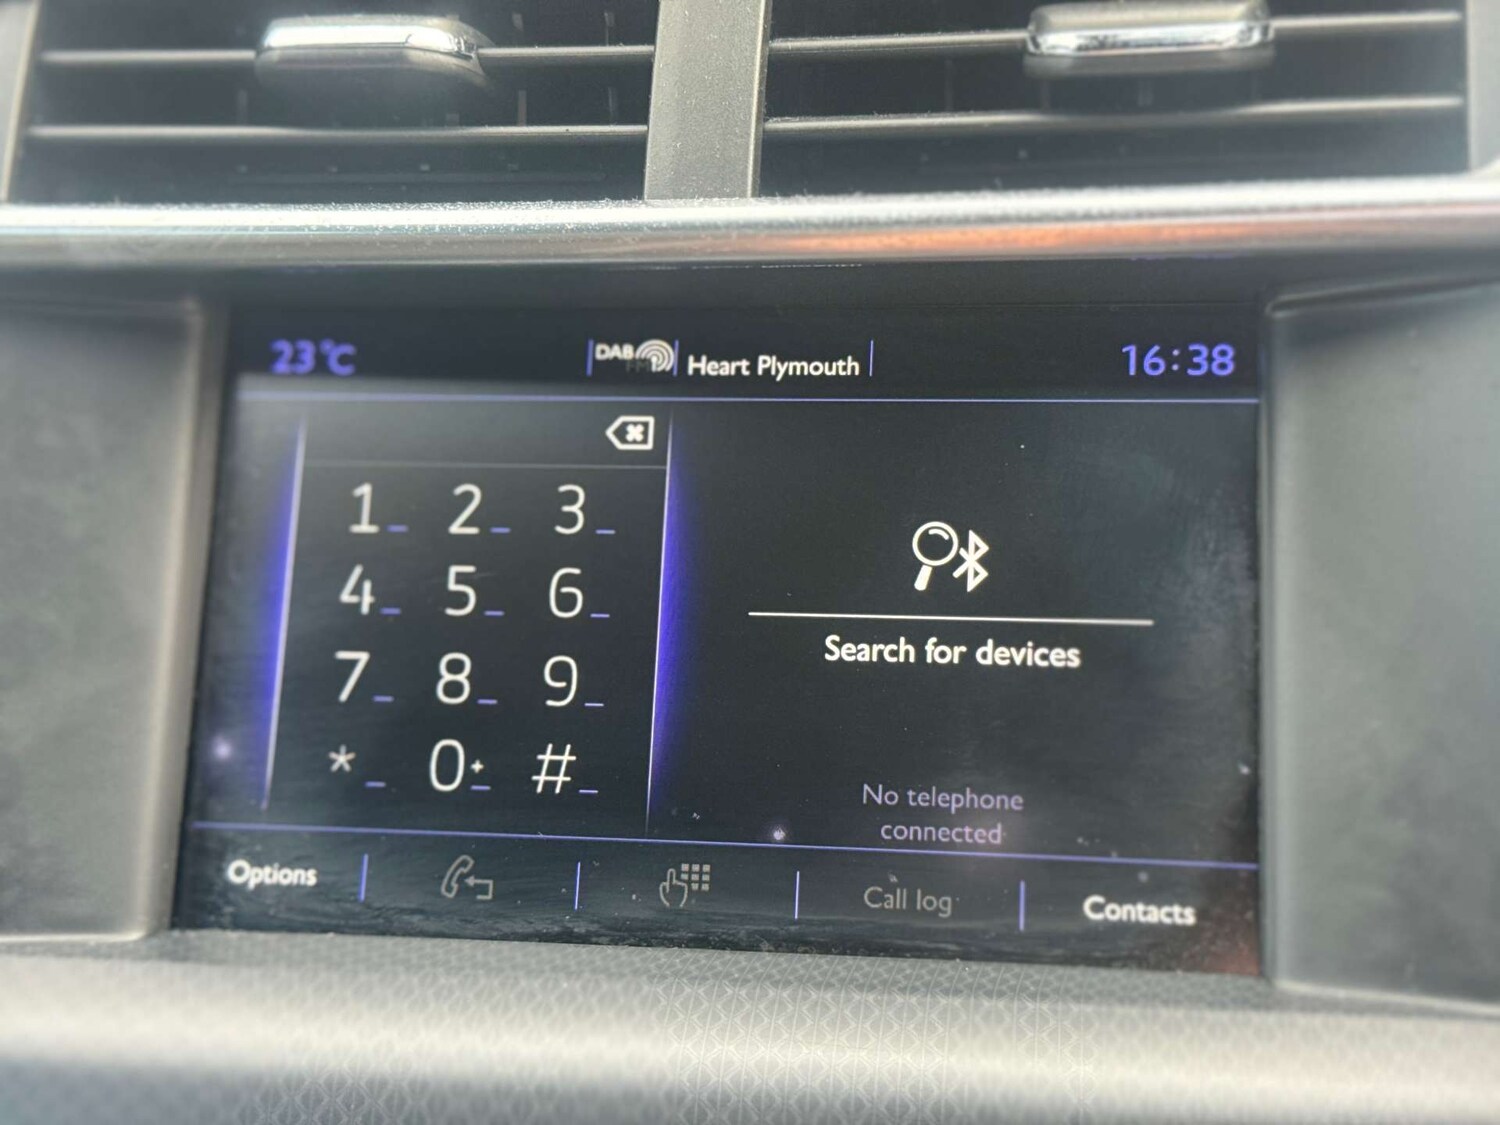 23°C
DAB
FM
Heart Plymouth
16:38
1 2 3
4 5 6
7 8 9
* 0+ #
Search for devices
No telephone
connected
Options
Call log
Contacts